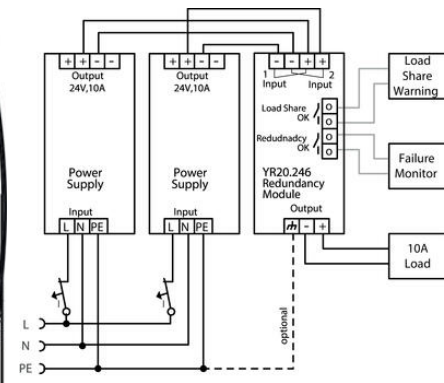 + + - -
Output
24V,10A
Power
Supply
Input
L N PE
+ + - -
Output
24V,10A
Power
Supply
Input
L N PE
- - + +
1 2
Input Input
Load Share
OK
Redudnadcy
OK
YR20.246
Redundancy
Module
Output
- +
Load
Share
Warning
Failure
Monitor
10A
Load
optional
L
N
PE